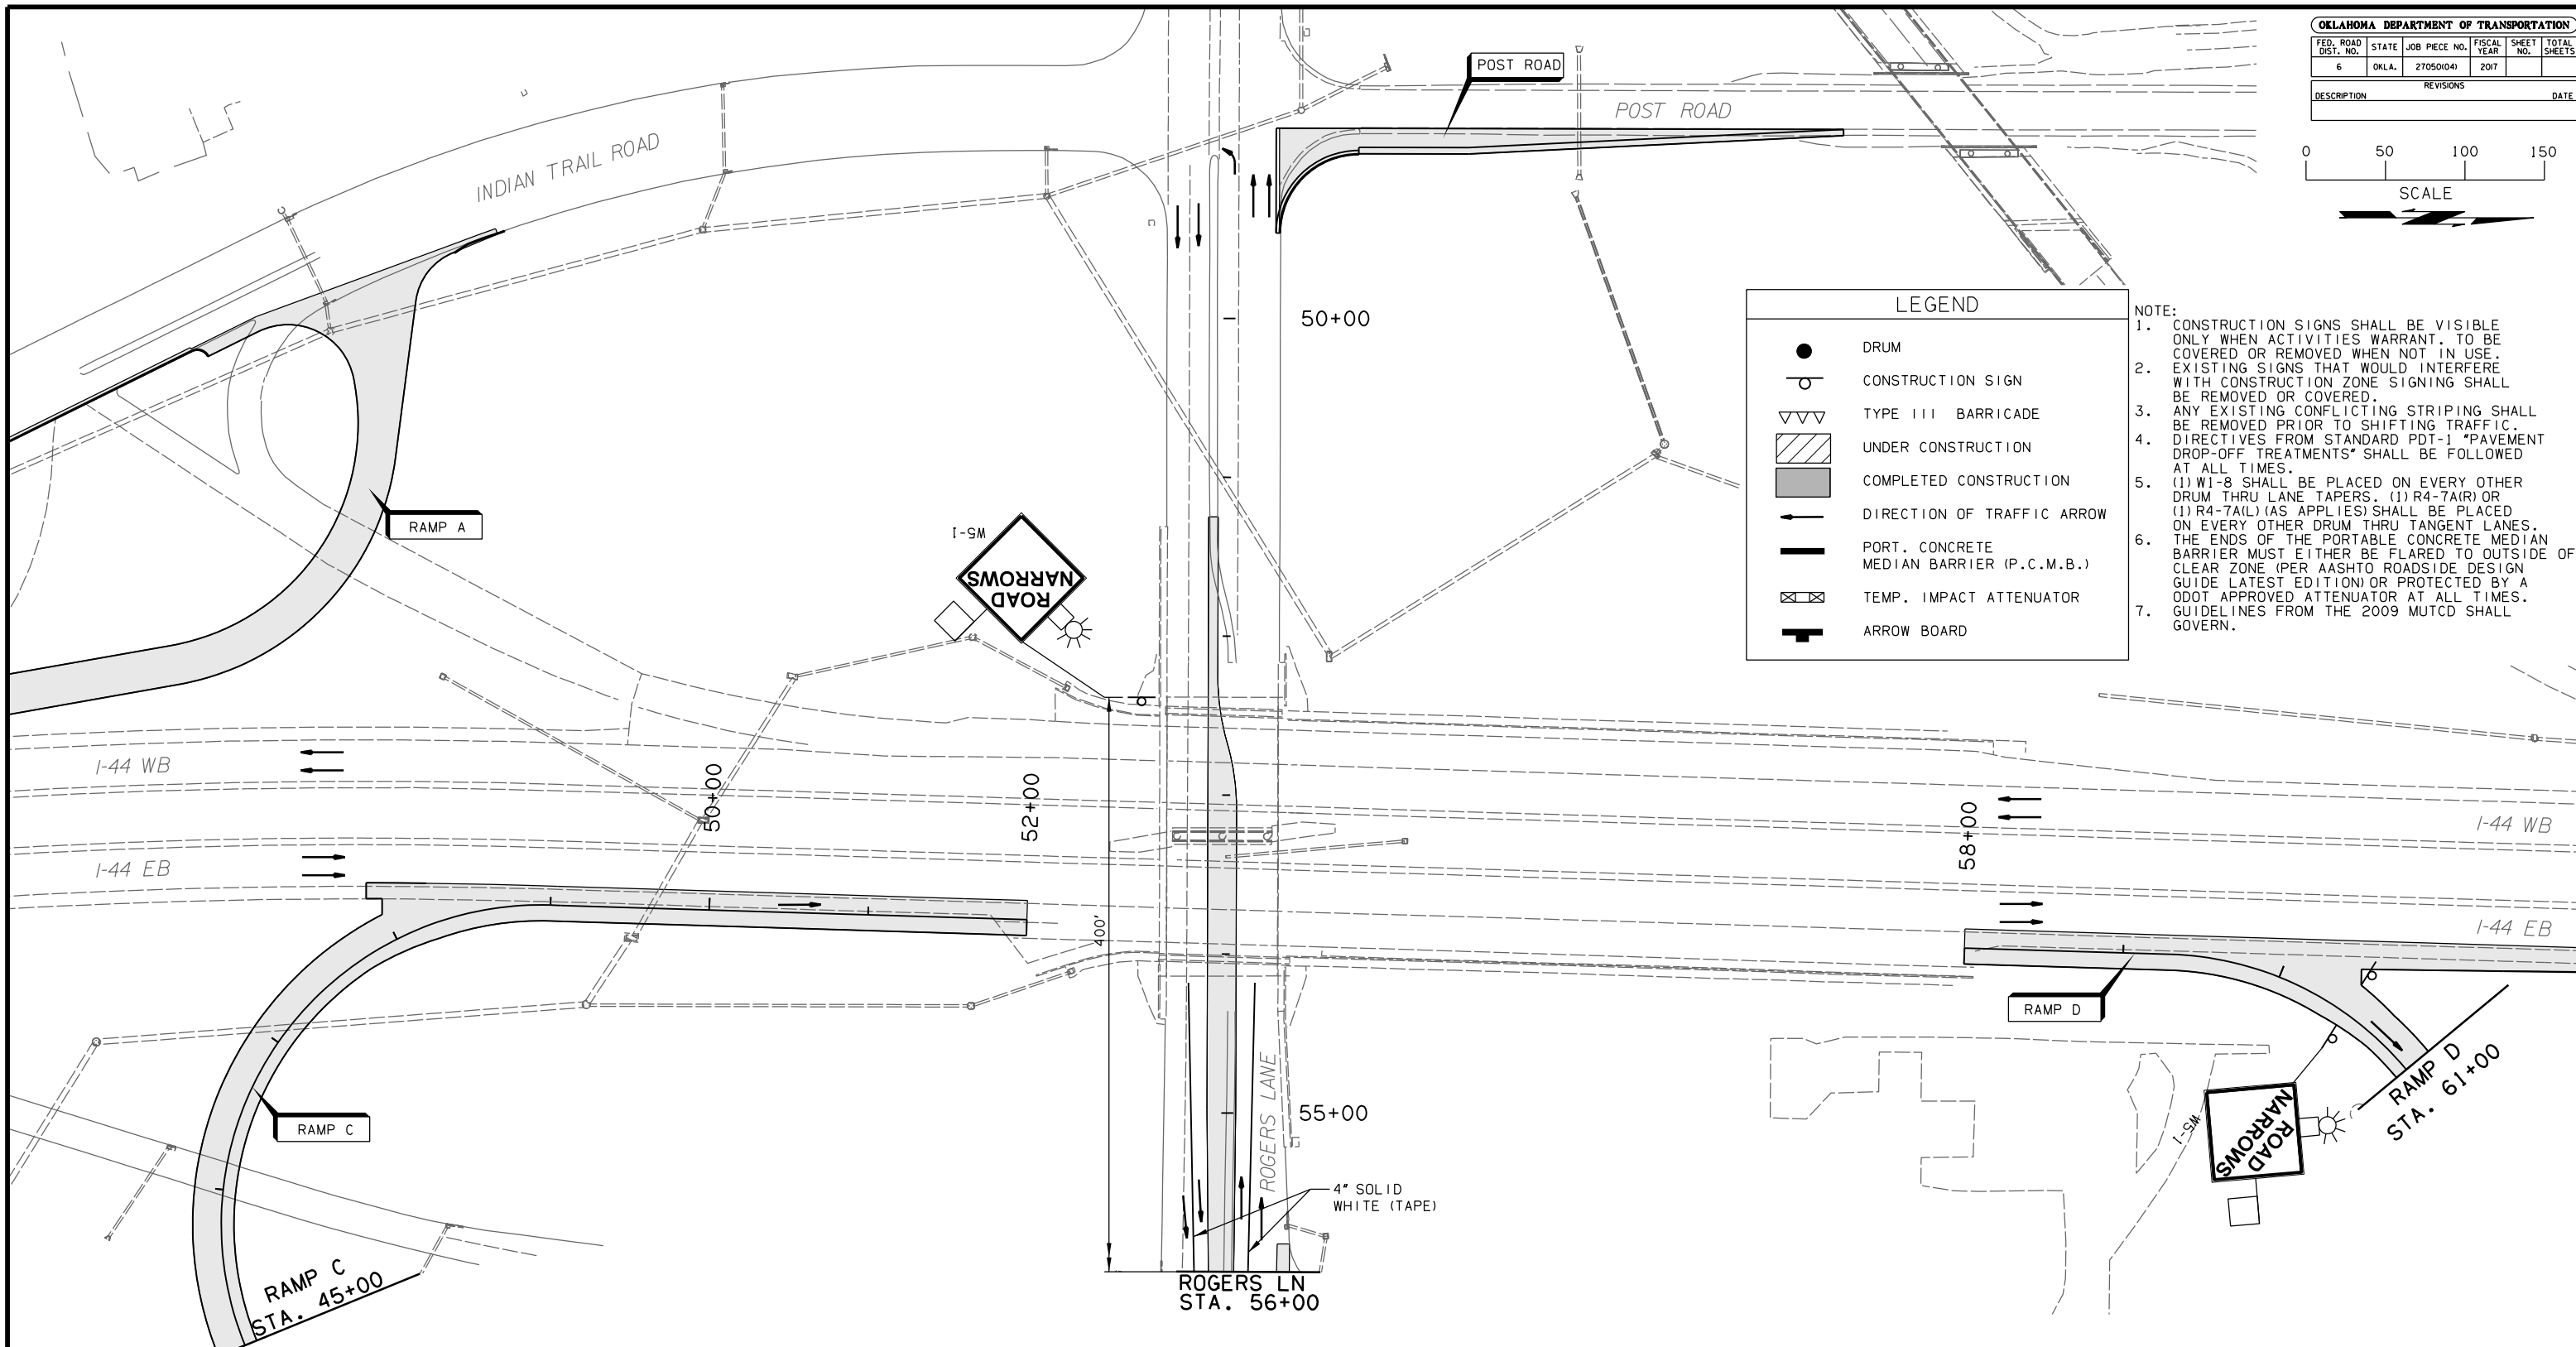 OKLAHOMA DEPARTMENT OF TRANSPORTATION
FED. ROAD DIST. NO.
STATE
JOB PIECE NO.
FISCAL YEAR
SHEET NO.
TOTAL SHEETS
6
OKLA.
27050(04)
2017
REVISIONS
DESCRIPTION
DATE
0 50 100 150
SCALE
POST ROAD
POST ROAD
INDIAN TRAIL ROAD
50+00
LEGEND
DRUM
CONSTRUCTION SIGN
TYPE III BARRICADE
UNDER CONSTRUCTION
COMPLETED CONSTRUCTION
DIRECTION OF TRAFFIC ARROW
PORT. CONCRETE
MEDIAN BARRIER (P.C.M.B.)
TEMP. IMPACT ATTENUATOR
ARROW BOARD
NOTE:
1. CONSTRUCTION SIGNS SHALL BE VISIBLE
ONLY WHEN ACTIVITIES WARRANT. TO BE
COVERED OR REMOVED WHEN NOT IN USE.
2. EXISTING SIGNS THAT WOULD INTERFERE
WITH CONSTRUCTION ZONE SIGNING SHALL
BE REMOVED OR COVERED.
3. ANY EXISTING CONFLICTING STRIPING SHALL
BE REMOVED PRIOR TO SHIFTING TRAFFIC.
4. DIRECTIVES FROM STANDARD PDT-1 "PAVEMENT
DROP-OFF TREATMENTS" SHALL BE FOLLOWED
AT ALL TIMES.
5. (1) W1-8 SHALL BE PLACED ON EVERY OTHER
DRUM THRU LANE TAPERS. (1) R4-7A(R) OR
(1) R4-7A(L) (AS APPLIES) SHALL BE PLACED
ON EVERY OTHER DRUM THRU TANGENT LANES.
6. THE ENDS OF THE PORTABLE CONCRETE MEDIAN
BARRIER MUST EITHER BE FLARED TO OUTSIDE OF
CLEAR ZONE (PER AASHTO ROADSIDE DESIGN
GUIDE LATEST EDITION) OR PROTECTED BY A
ODOT APPROVED ATTENUATOR AT ALL TIMES.
7. GUIDELINES FROM THE 2009 MUTCD SHALL
GOVERN.
RAMP A
W5-1
ROAD
NARROWS
I-44 WB
50+00
52+00
58+00
I-44 WB
I-44 EB
I-44 EB
400'
RAMP D
RAMP C
ROGERS LANE
55+00
4" SOLID
WHITE (TAPE)
W5-1
ROAD
NARROWS
RAMP D
STA. 61+00
RAMP C
STA. 45+00
ROGERS LN
STA. 56+00